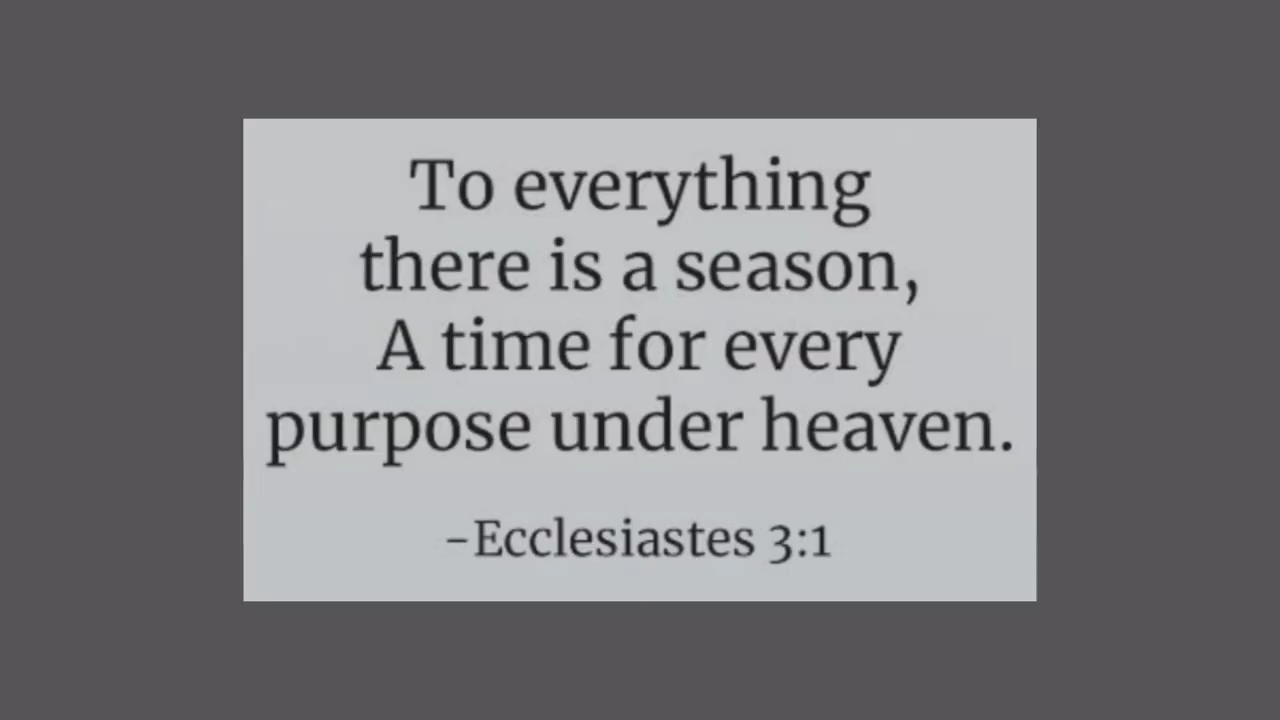 To everything
there is a season,
A time for every
purpose under heaven.
-Ecclesiastes 3:1